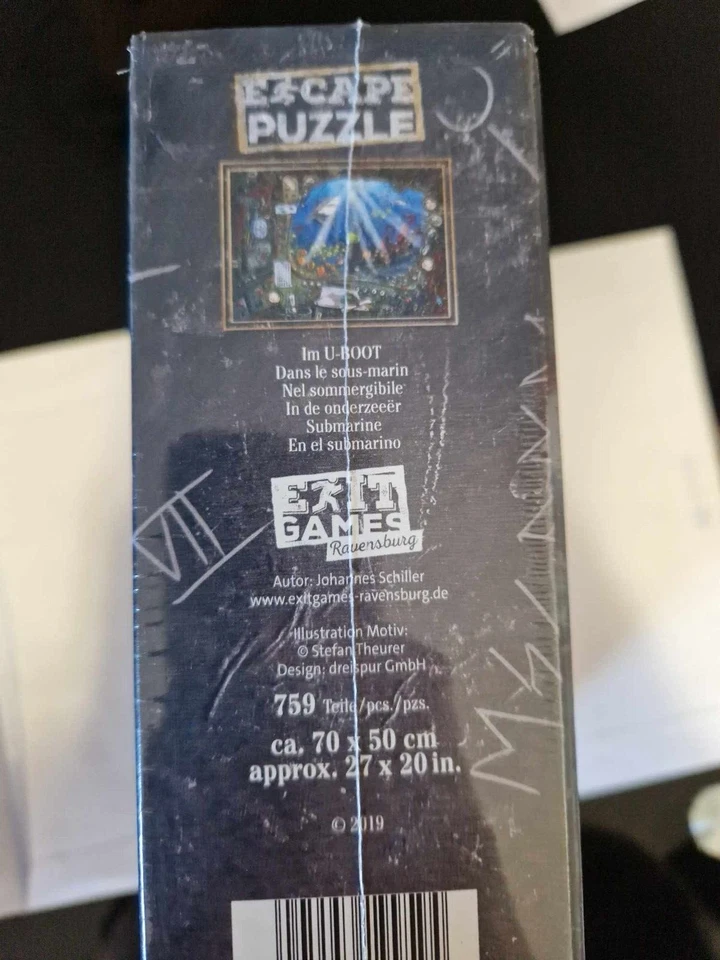 ESCAPE
PUZZLE
Im U-BOOT
Dans le sous-marin
Nel sommergibile
In de onderzeeër
Submarine
En el submarino
VII
EXIT
GAMES
Ravensburg
Autor: Johannes Schiller
www.exitgames-ravensburg.de
Illustration Motiv:
© Stefan Theurer
Design: dreispur GmbH
759 Teile/pcs./pzs.
ca. 70 x 50 cm
approx. 27 x 20 in.
© 2019